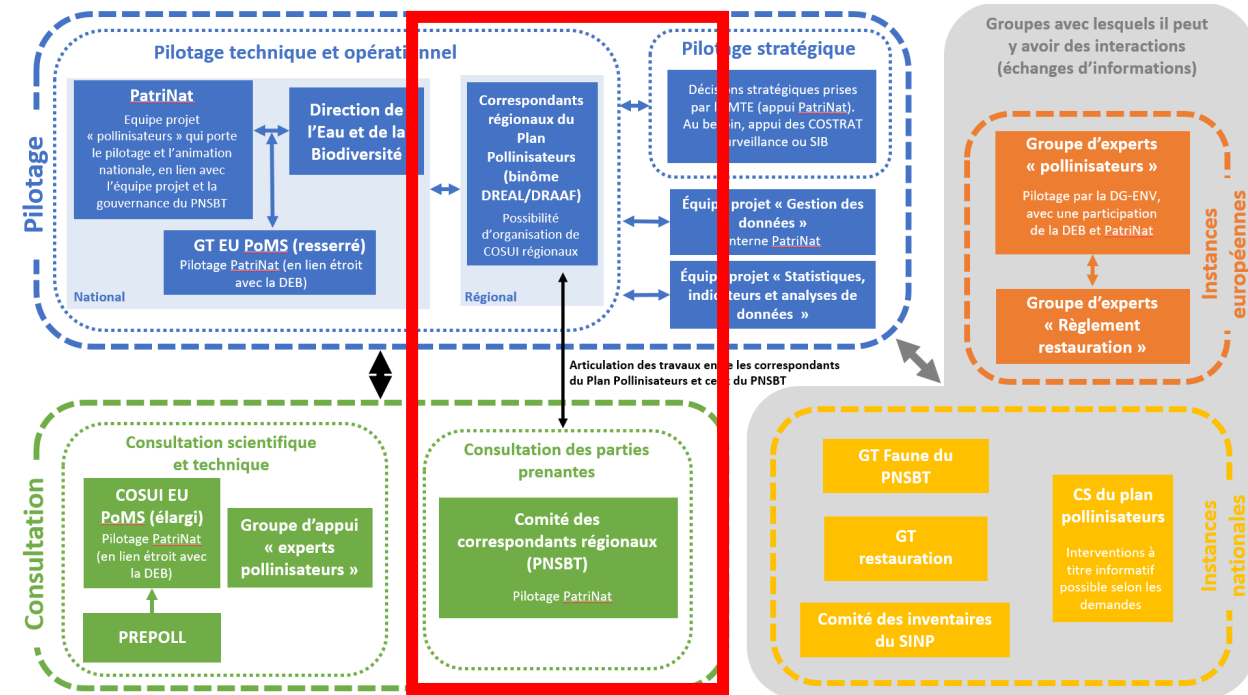 Pilotage
Pilotage technique et opérationnel
PatriNat
Equipe projet
« pollinisateurs » qui porte
le pilotage et l'animation
nationale, en lien avec
l'équipe projet et la
gouvernance du PNSBT
Direction de
l'Eau et de la
Biodiversité
GT EU PoMS (resserré)
Pilotage PatriNat (en lien étroit
avec la DEB)
National
Correspondants
régionaux du
Plan
Pollinisateurs
(binôme
DREAL/DRAAF)
Possibilité
d'organisation de
COSUI régionaux
Régional
Pilotage stratégique
Décisions stratégiques prises
par MTE (appui PatriNat).
Au besoin, appui des COSTRAT
ou SIB
Équipe projet « Gestion des
données »
PatriNat
Équipe projet « Statistiques,
indicateurs et analyses de
données »
Articulation des travaux entre les correspondants
du Plan Pollinisateurs et du PNSBT
Consultation
Consultation scientifique
et technique
COSUI EU
PoMS (élargi)
Pilotage PatriNat
(en lien étroit avec
la DEB)
Groupe d'appui
« experts
pollinisateurs »
PREPOLL
Consultation des parties
prenantes
Comité des
correspondants régionaux
(PNSBT)
Pilotage PatriNat
Groupes avec lesquels il peut
y avoir des interactions
(échanges d'informations)
Groupe d'experts
« pollinisateurs »
Pilotage par la DG-ENV,
avec une participation
de la DEB et PatriNat
Groupe d'experts
« Règlement
restauration »
Instances
européennes
GT Faune du
PNSBT
GT
restauration
Comité des inventaires
du SINP
CS du plan
pollinisateurs
Interventions à
titre informatif
possible selon les
demandes
Instances
nationales